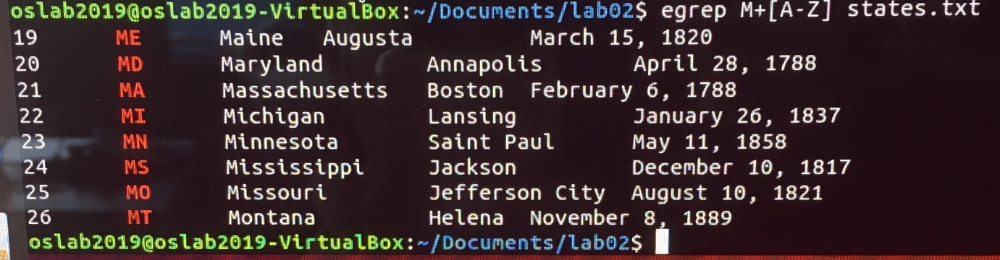 oslab2019@oslab2019-VirtualBox:~/Documents/lab02$ egrep M+[A-Z] states.txt
19 ME Maine Augusta March 15, 1820
20 MD Maryland Annapolis April 28, 1788
21 MA Massachusetts Boston February 6, 1788
22 MI Michigan Lansing January 26, 1837
23 MN Minnesota Saint Paul May 11, 1858
24 MS Mississippi Jackson December 10, 1817
25 MO Missouri Jefferson City August 10, 1821
26 MT Montana Helena November 8, 1889
oslab2019@oslab2019-VirtualBox:~/Documents/lab02$